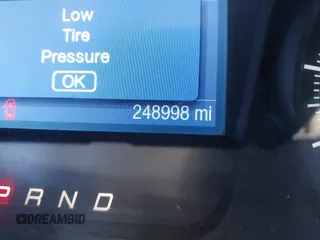 Low
Tire
Pressure
OK
248998 mi
P R N D
DREAMBID